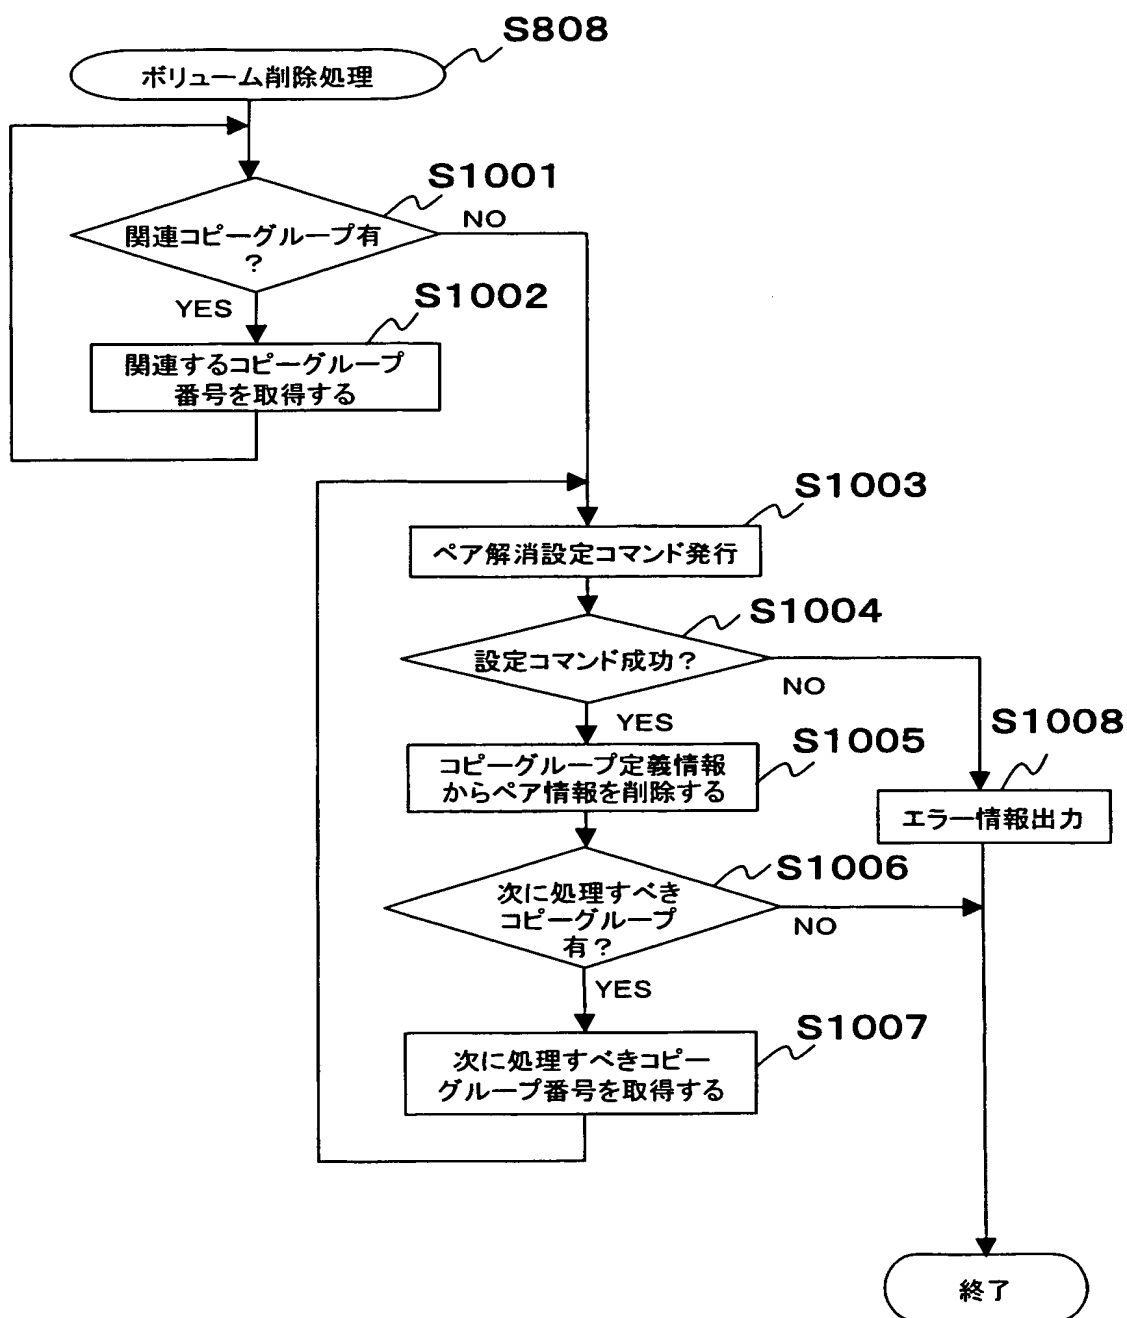 S808
ボリューム削除処理
S1001
関連コピーグループ有
?
NO
YES
S1002
関連するコピーグループ
番号を取得する
S1003
ペア解消設定コマンド発行
S1004
設定コマンド成功?
NO
YES
S1005
コピーグループ定義情報
からペア情報を削除する
S1008
エラー情報出力
S1006
次に処理すべき
コピーグループ
有?
NO
YES
S1007
次に処理すべきコピー
グループ番号を取得する
終了